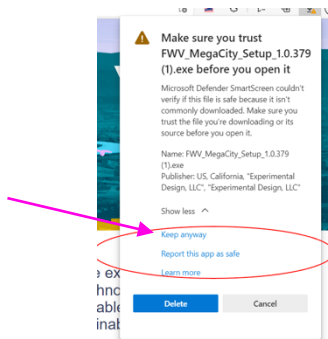 Make sure you trust
FWV_MegaCity_Setup_1.0.379
(1).exe before you open it
Microsoft Defender SmartScreen couldn't
verify if this file is safe because it isn't
commonly downloaded. Make sure you
trust the file you're downloading or its
source before you open it.
Name: FWV_MegaCity_Setup_1.0.379
(1).exe
Publisher: US, California, "Experimental
Design, LLC", "Experimental Design, LLC"
Show less
Keep anyway
Report this app as safe
Learn more
Delete Cancel